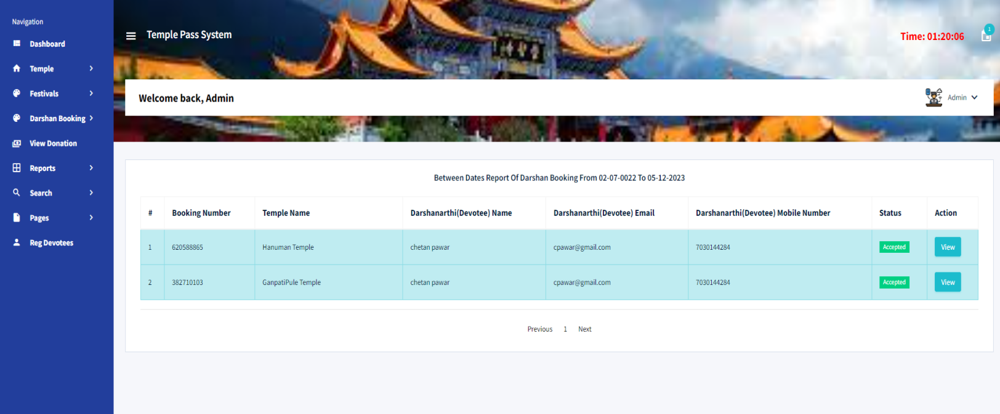 Navigation
Dashboard
Temple
Festivals
Darshan Booking
View Donation
Reports
Search
Pages
Reg Devotees
Temple Pass System
Time: 01:20:06
1
Welcome back, Admin
Admin
Between Dates Report Of Darshan Booking From 02-07-0022 To 05-12-2023
# Booking Number Temple Name Darshanarthi(Devotee) Name Darshanarthi(Devotee) Email Darshanarthi(Devotee) Mobile Number Status Action
1 620588865 Hanuman Temple chetan pawar cpawar@gmail.com 7030144284 Accepted View
2 382710103 GanpatiPule Temple chetan pawar cpawar@gmail.com 7030144284 Accepted View
Previous 1 Next